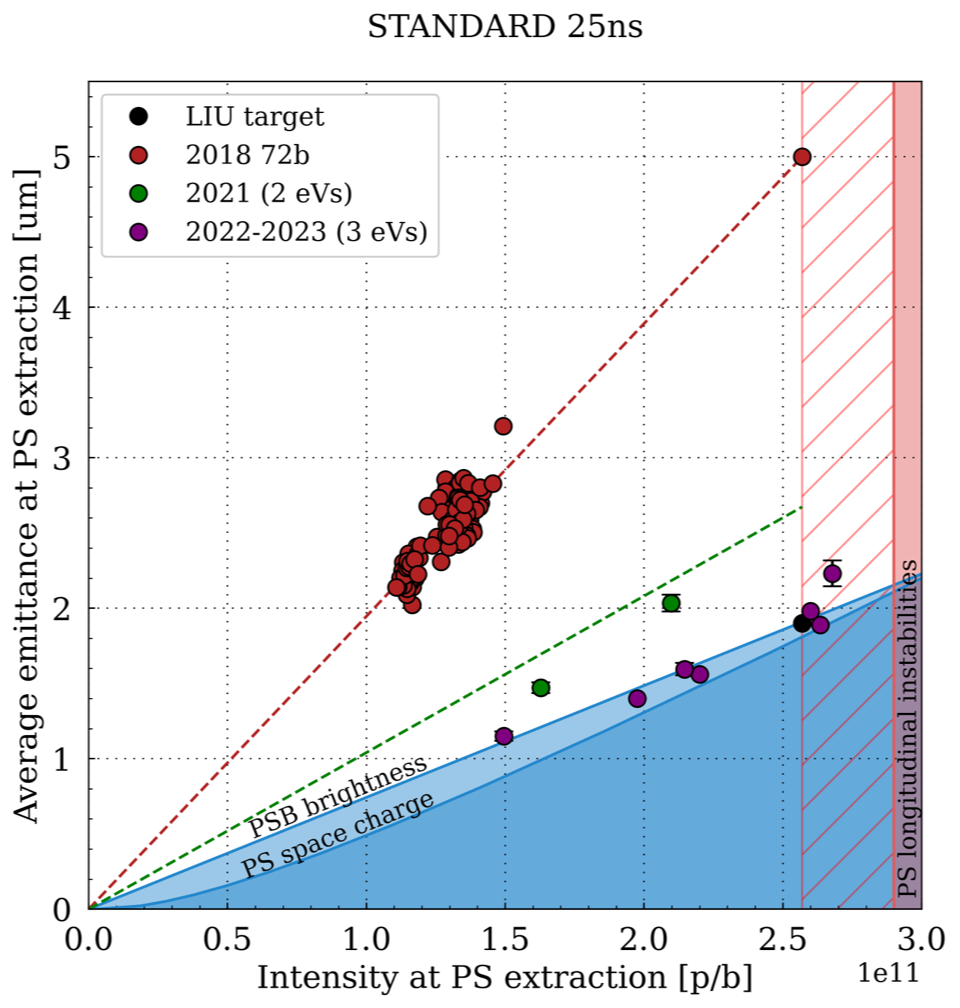 STANDARD 25ns
LIU target
2018 72b
2021 (2 eVs)
2022-2023 (3 eVs)
Average emittance at PS extraction [um]
5
4
3
2
1
0
PSB brightness
PS space charge
PS longitudunal instabilities
0.0 0.5 1.0 1.5 2.0 2.5 3.0
Intensity at PS extraction [p/b]
1e11